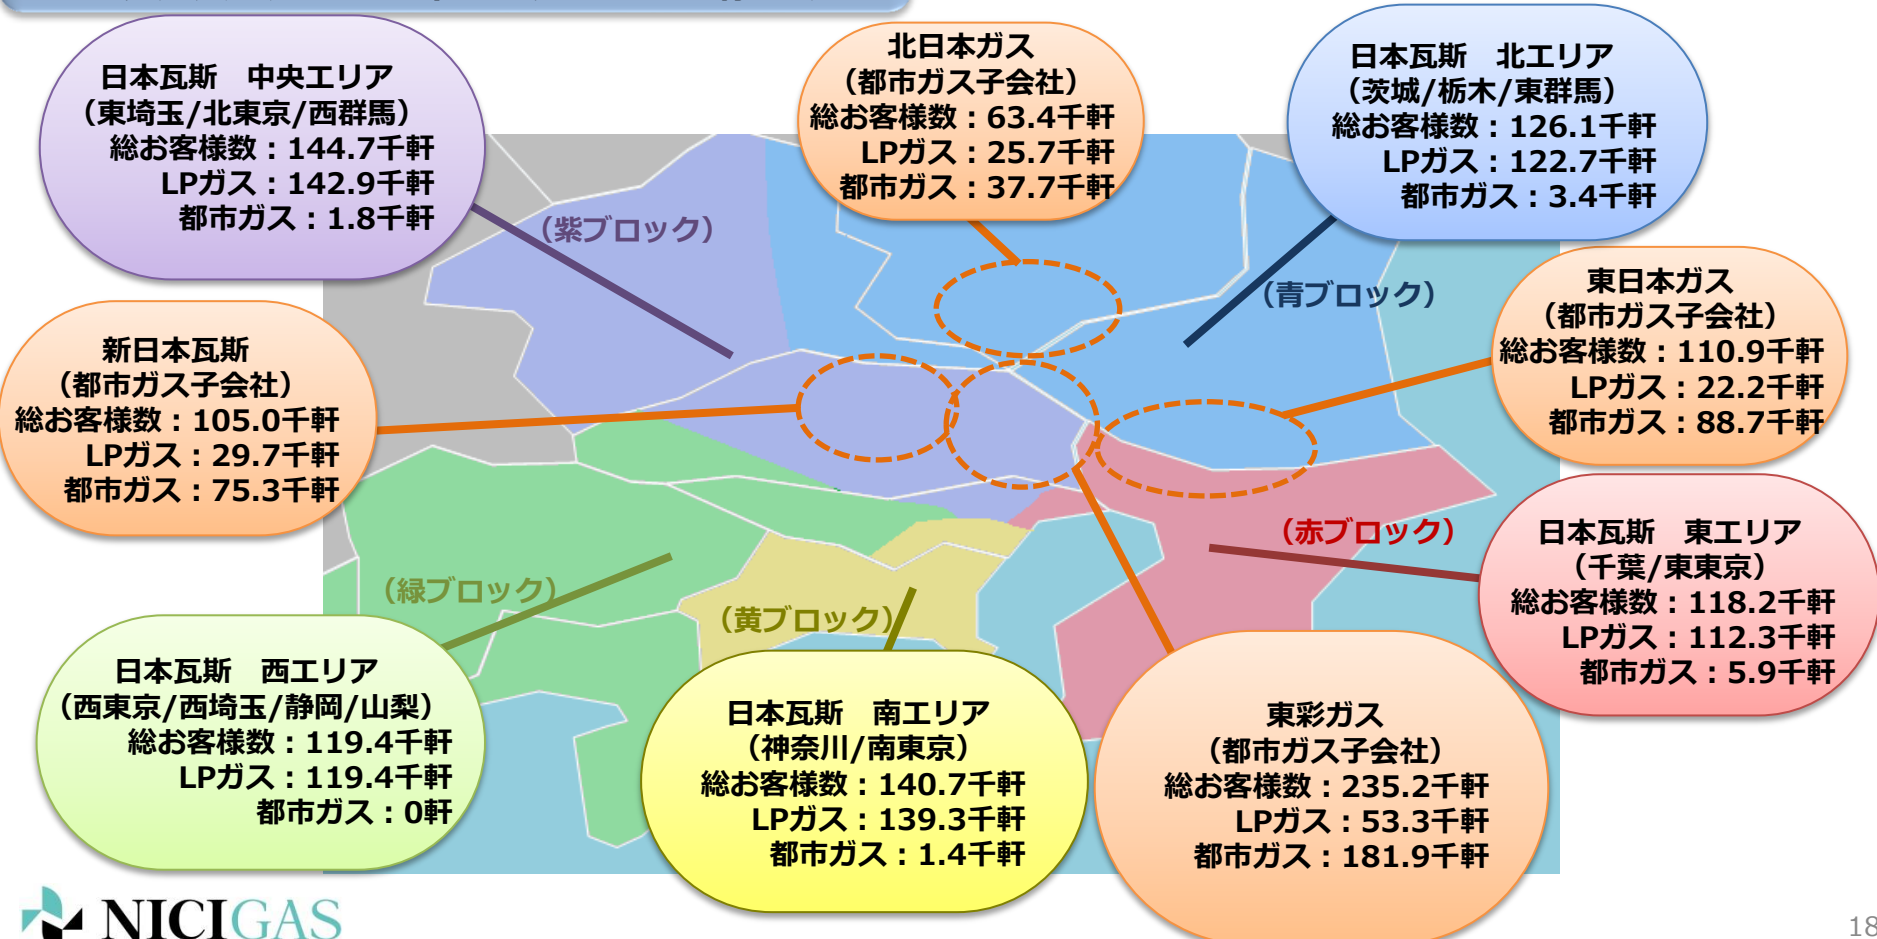 日本瓦斯　中央エリア
（東埼玉/北東京/西群馬）
総お客様数：144.7千軒
LPガス：142.9千軒
都市ガス：1.8千軒
北日本ガス
（都市ガス子会社）
総お客様数：63.4千軒
LPガス：25.7千軒
都市ガス：37.7千軒
日本瓦斯　北エリア
（茨城/栃木/東群馬）
総お客様数：126.1千軒
LPガス：122.7千軒
都市ガス：3.4千軒
（紫ブロック）
（青ブロック）
新日本瓦斯
（都市ガス子会社）
総お客様数：105.0千軒
LPガス：29.7千軒
都市ガス：75.3千軒
東日本ガス
（都市ガス子会社）
総お客様数：110.9千軒
LPガス：22.2千軒
都市ガス：88.7千軒
（赤ブロック）
（緑ブロック）
（黄ブロック）
日本瓦斯　東エリア
（千葉/東東京）
総お客様数：118.2千軒
LPガス：112.3千軒
都市ガス：5.9千軒
日本瓦斯　西エリア
（西東京/西埼玉/静岡/山梨）
総お客様数：119.4千軒
LPガス：119.4千軒
都市ガス：0軒
日本瓦斯　南エリア
（神奈川/南東京）
総お客様数：140.7千軒
LPガス：139.3千軒
都市ガス：1.4千軒
東彩ガス
（都市ガス子会社）
総お客様数：235.2千軒
LPガス：53.3千軒
都市ガス：181.9千軒
NICIGAS
18